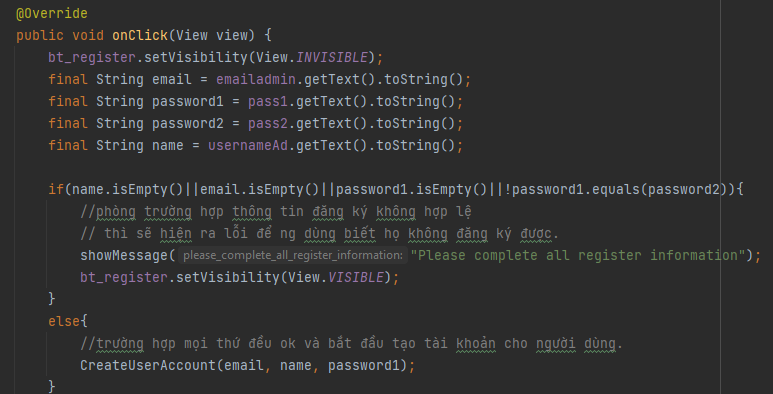 @Override
public void onClick(View view) {
bt_register.setVisibility(View.INVISIBLE);
final String email = emailadmin.getText().toString();
final String password1 = pass1.getText().toString();
final String password2 = pass2.getText().toString();
final String name = usernameAd.getText().toString();
if(name.isEmpty()||email.isEmpty()||password1.isEmpty()||!password1.equals(password2)){
//phòng trường hợp thông tin đăng ký không hợp lệ
// thì sẽ hiện ra lỗi để ng dùng biết họ không đăng ký được.
showMessage( please_complete_all_register_information: "Please complete all register information");
bt_register.setVisibility(View.VISIBLE);
}
else{
//trường hợp mọi thứ đều ok và bắt đầu tạo tài khoản cho người dùng.
CreateUserAccount(email, name, password1);
}